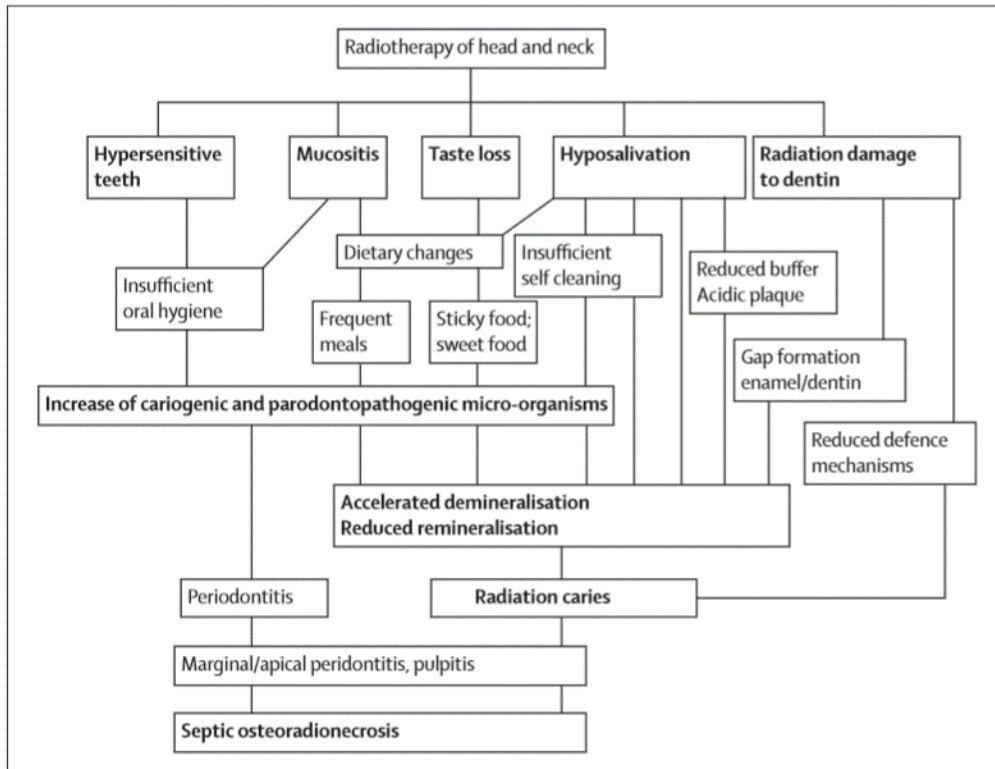 Radiotherapy of head and neck
Hypersensitive
teeth
Mucositis
Taste loss
Hyposalivation
Radiation damage
to dentin
Dietary changes
Insufficient
self cleaning
Reduced buffer
Acidic plaque
Insufficient
oral hygiene
Frequent
meals
Sticky food;
sweet food
Gap formation
enamel/dentin
Increase of cariogenic and parodontopathogenic micro-organisms
Reduced defence
mechanisms
Accelerated demineralisation
Reduced remineralisation
Periodontitis
Radiation caries
Marginal/apical peridontitis, pulpitis
Septic osteoradionecrosis